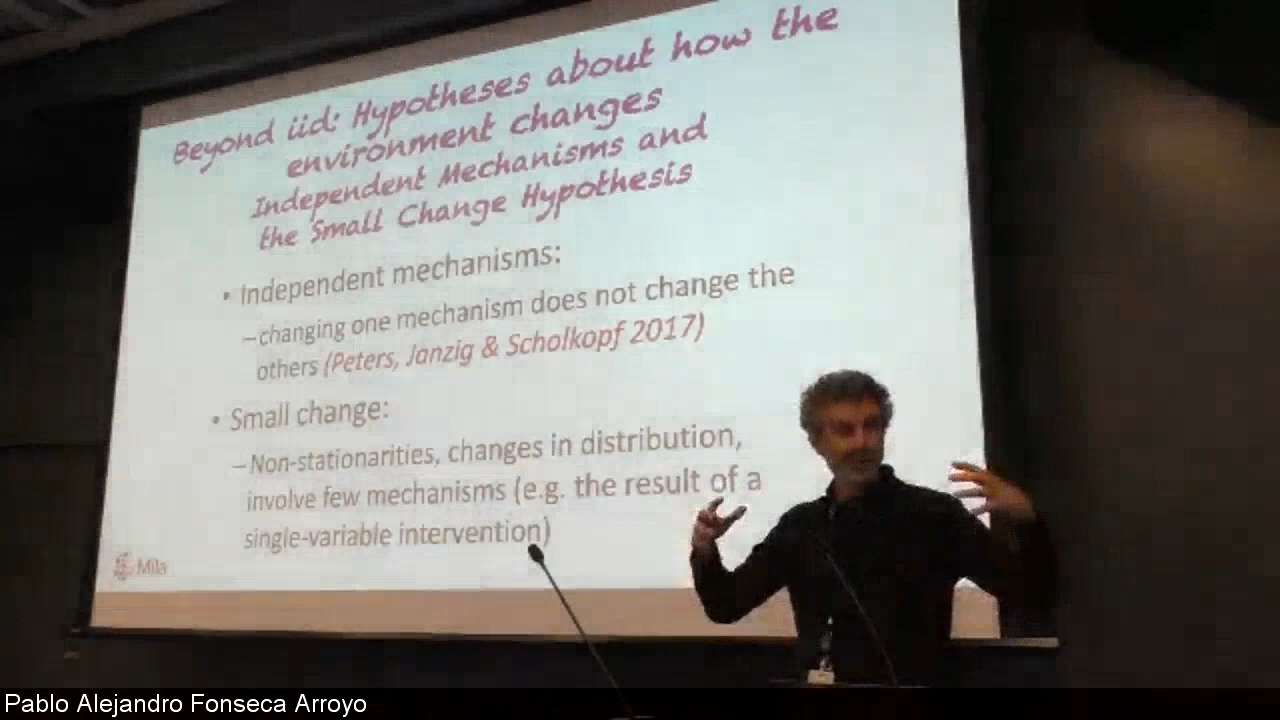 Beyond iid: Hypotheses about how the
environment changes
Independent Mechanisms and
the Small Change Hypothesis
• Independent mechanisms:
–changing one mechanism does not change the
others (Peters, Janzig & Scholkopf 2017)
• Small change:
–Non-stationarities, changes in distribution,
involve few mechanisms (e.g. the result of a
single-variable intervention)
Mila
Pablo Alejandro Fonseca Arroyo